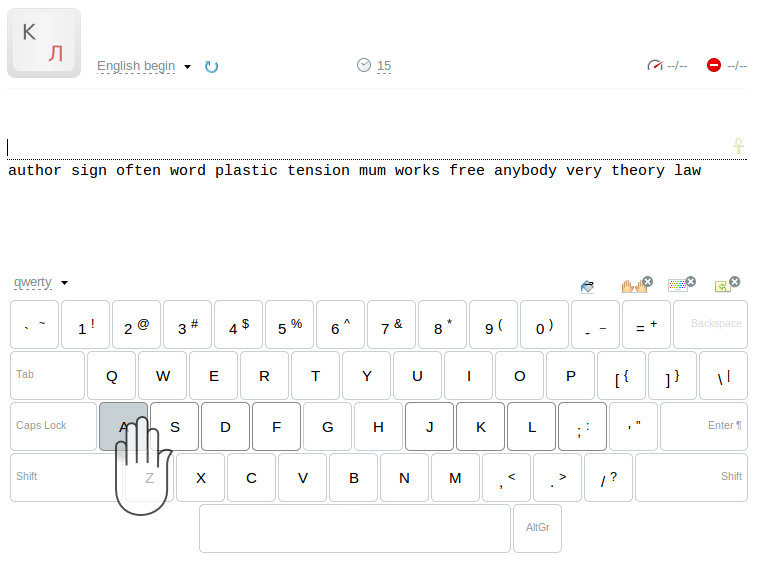 К
Л
English begin
15
--/--
--/--
author sign often word plastic tension mum works free anybody very theory law
qwerty
` ~ 1 ! 2 @ 3 # 4 $ 5 % 6 ^ 7 & 8 * 9 ( 0 ) - _ = + Backspace
Tab Q W E R T Y U I O P [ { ] } \ |
Caps Lock A S D F G H J K L ; : ' " Enter ¶
Shift Z X C V B N M , < . > / ? Shift
AltGr